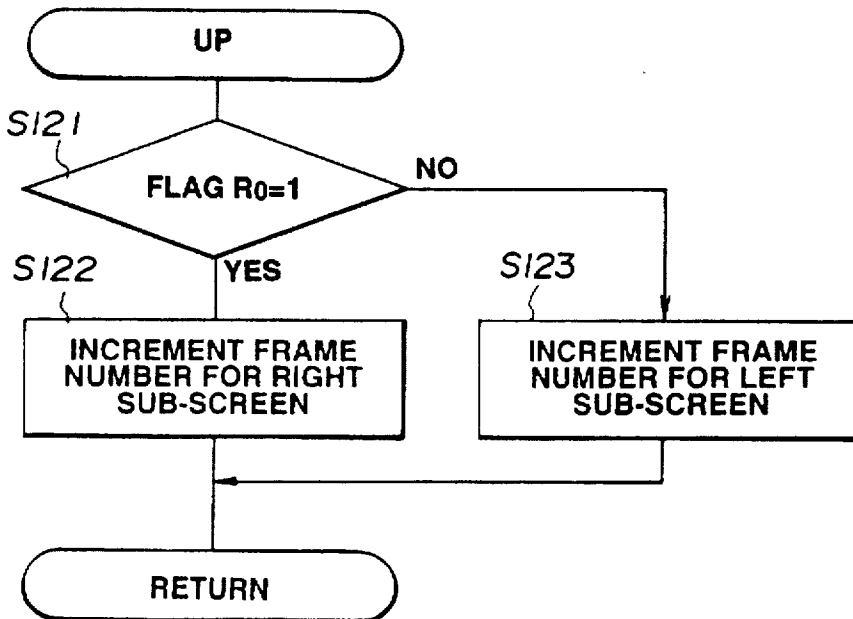 UP
S121
FLAG R0=1
NO
YES
S122
S123
INCREMENT FRAME
NUMBER FOR RIGHT
SUB-SCREEN
INCREMENT FRAME
NUMBER FOR LEFT
SUB-SCREEN
RETURN